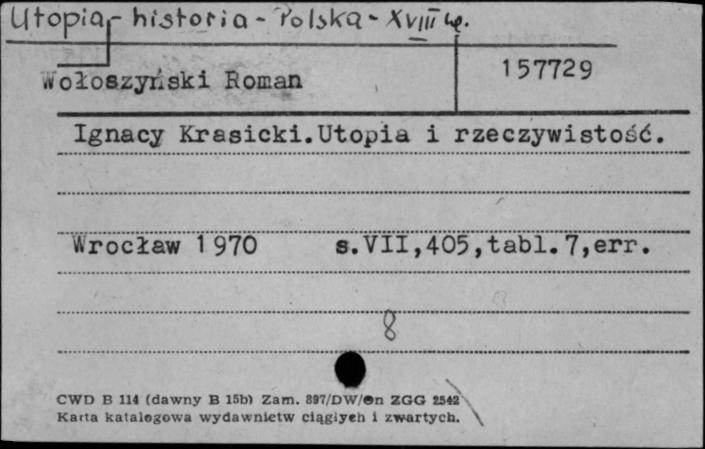 Utopia - historia - Polska - XVIII w.
Wołoszyński Roman
157729
Ignacy Krasicki.Utopia i rzeczywistość.
Wrocław 1970 s.VII,405,tabl.7,err.
8
CWD B 114 (dawny B 15b) Zam. 897/DW/On ZGG 2542
Karta katalogowa wydawnictw ciągłych i zwartych.